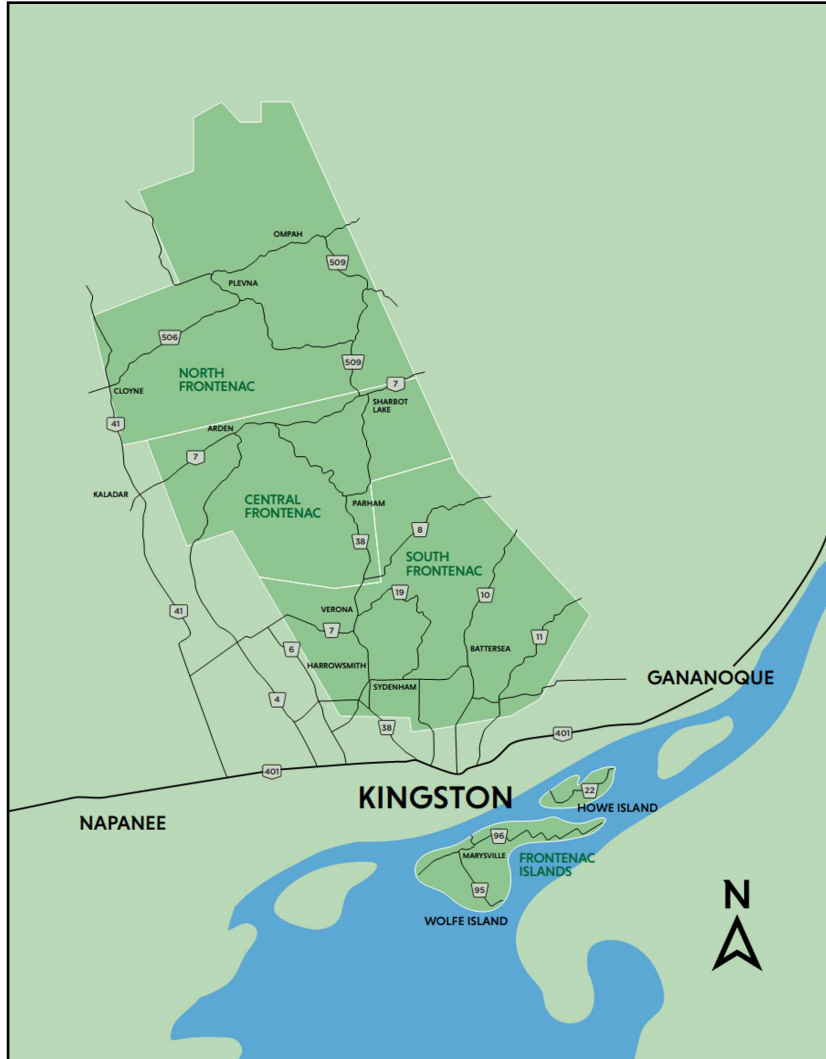 OMPAH
509
PLEVNA
506
509
NORTH
FRONTENAC
7
CLOYNE
SHARBOT
LAKE
41
ARDEN
7
KALADAR
CENTRAL
FRONTENAC
PARHAM
8
38
SOUTH
FRONTENAC
19
10
41
VERONA
7
11
6
BATTERSEA
HARROWSMITH
GANANOQUE
SYDENHAM
4
38
401
401
KINGSTON
22
HOWE ISLAND
NAPANEE
96
MARYSVILLE
FRONTENAC
ISLANDS
95
N
WOLFE ISLAND